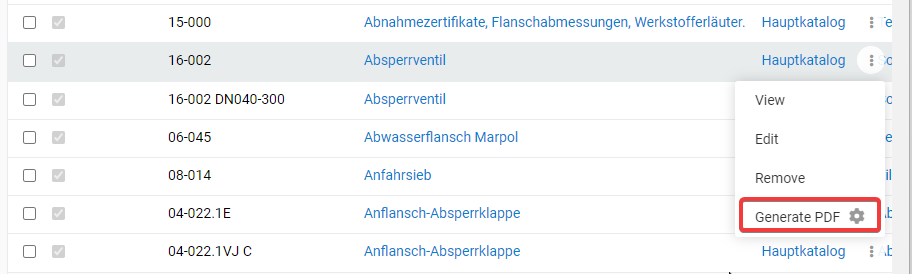 15-000 Abnahmezertifikate, Flanschabmessungen, Werkstofferläuter. Hauptkatalog
16-002 Absperrventil Hauptkatalog
16-002 DN040-300 Absperrventil
View
06-045 Abwasserflansch Marpol
Edit
08-014 Anfahrsieb
Remove
04-022.1E Anflansch-Absperrklappe
Generate PDF
04-022.1VJ C Anflansch-Absperrklappe Hauptkatalog